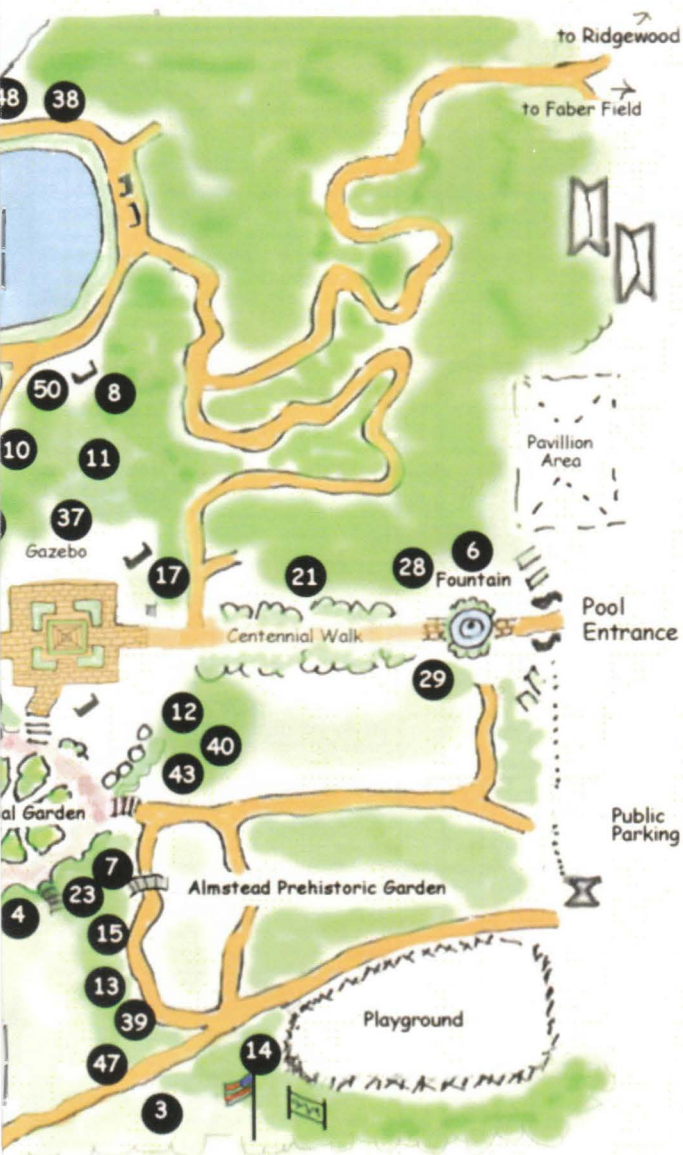 to Ridgewood
to Faber Field
48
38
50
8
10
11
Pavillion
Area
37
Gazebo
17
21
28
6
Fountain
Pool
Entrance
Centennial Walk
29
12
40
43
al Garden
Public
Parking
7
23
Almstead Prehistoric Garden
4
15
13
39
Playground
47
14
3